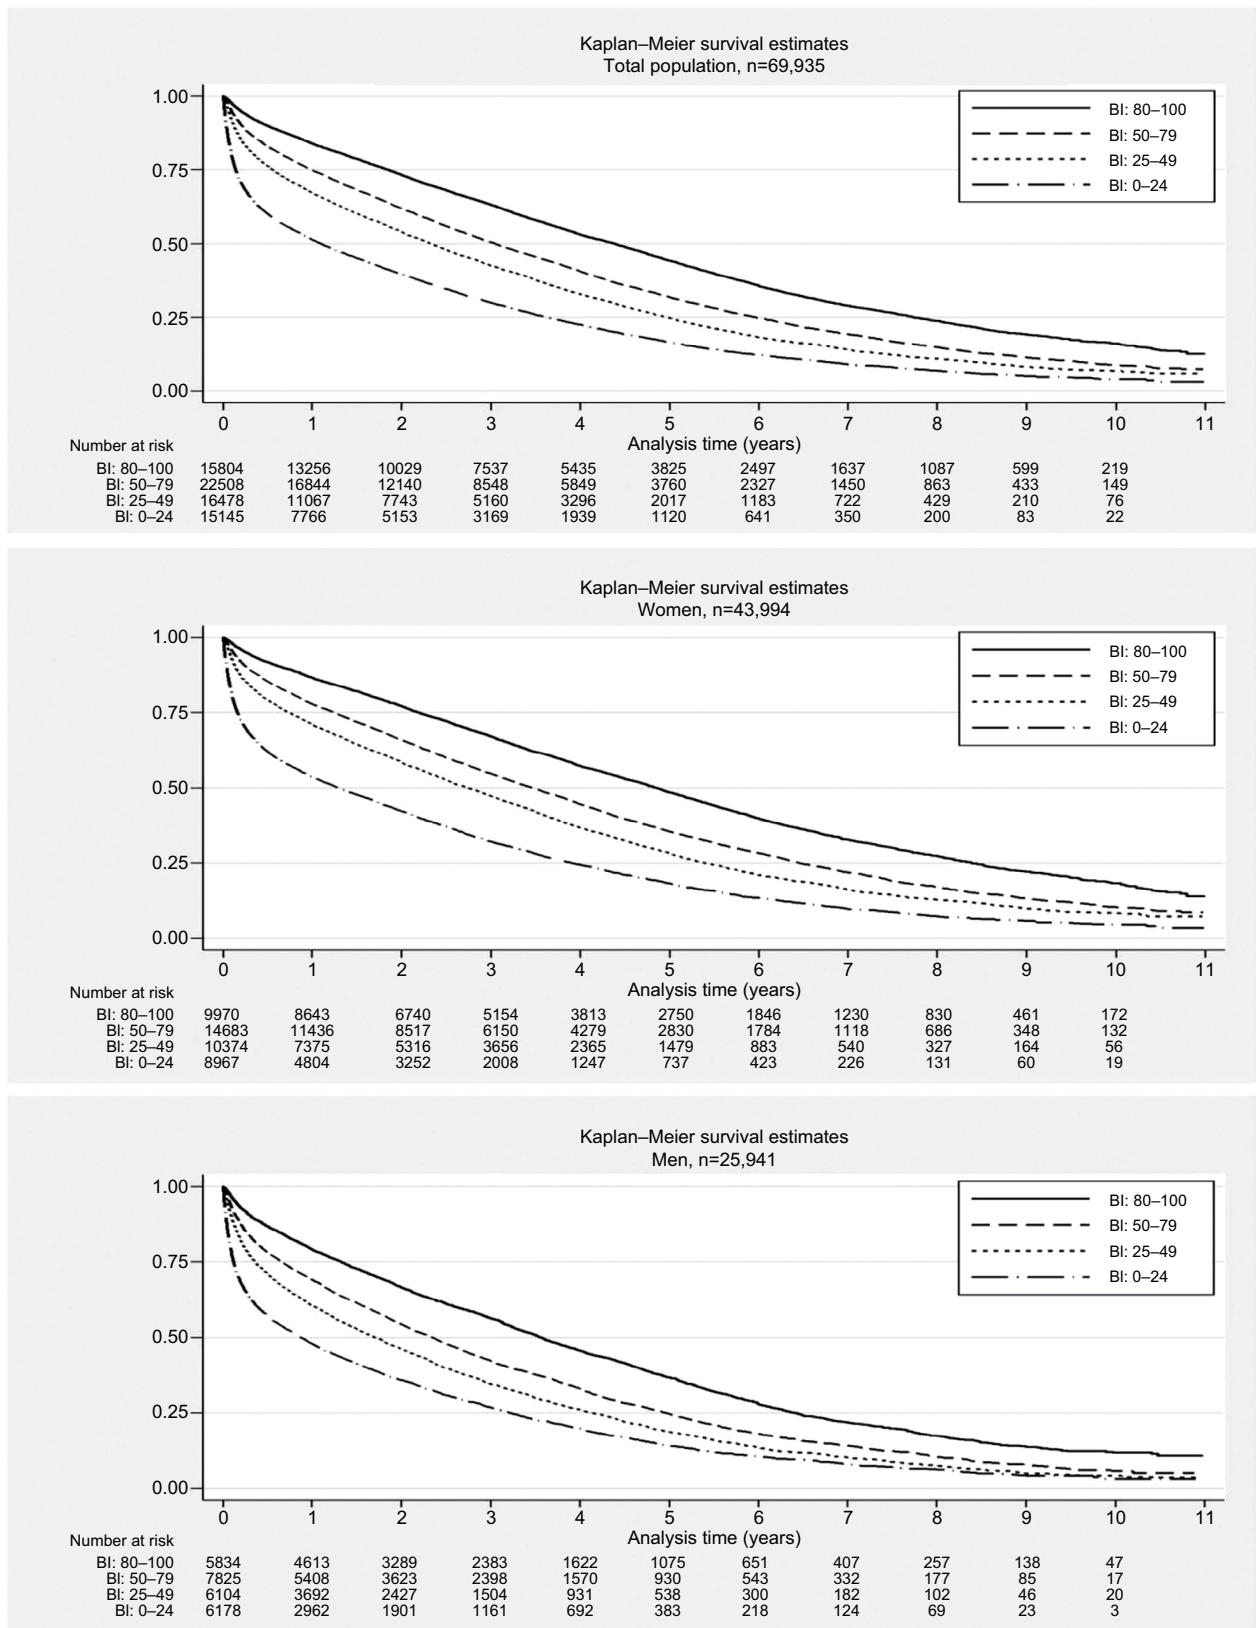 Kaplan–Meier survival estimates
Total population, n=69,935
1.00
0.75
0.50
0.25
0.00
BI: 80–100
BI: 50–79
BI: 25–49
BI: 0–24
0 1 2 3 4 5 6 7 8 9 10 11
Analysis time (years)
Number at risk
BI: 80–100 15804 13256 10029 7537 5435 3825 2497 1637 1087 599 219
BI: 50–79 22508 16844 12140 8548 5849 3760 2327 1450 863 433 149
BI: 25–49 16478 11067 7743 5160 3296 2017 1183 722 429 210 76
BI: 0–24 15145 7766 5153 3169 1939 1120 641 350 200 83 22
Kaplan–Meier survival estimates
Women, n=43,994
1.00
0.75
0.50
0.25
0.00
BI: 80–100
BI: 50–79
BI: 25–49
BI: 0–24
0 1 2 3 4 5 6 7 8 9 10 11
Analysis time (years)
Number at risk
BI: 80–100 9970 8643 6740 5154 3813 2750 1846 1230 830 461 172
BI: 50–79 14683 11436 8517 6150 4279 2830 1784 1118 686 348 132
BI: 25–49 10374 7375 5316 3656 2365 1479 883 540 327 164 56
BI: 0–24 8967 4804 3252 2008 1247 737 423 226 131 60 19
Kaplan–Meier survival estimates
Men, n=25,941
1.00
0.75
0.50
0.25
0.00
BI: 80–100
BI: 50–79
BI: 25–49
BI: 0–24
0 1 2 3 4 5 6 7 8 9 10 11
Analysis time (years)
Number at risk
BI: 80–100 5834 4613 3289 2383 1622 1075 651 407 257 138 47
BI: 50–79 7825 5408 3623 2398 1570 930 543 332 177 85 17
BI: 25–49 6104 3692 2427 1504 931 538 300 182 102 46 20
BI: 0–24 6178 2962 1901 1161 692 383 218 124 69 23 3